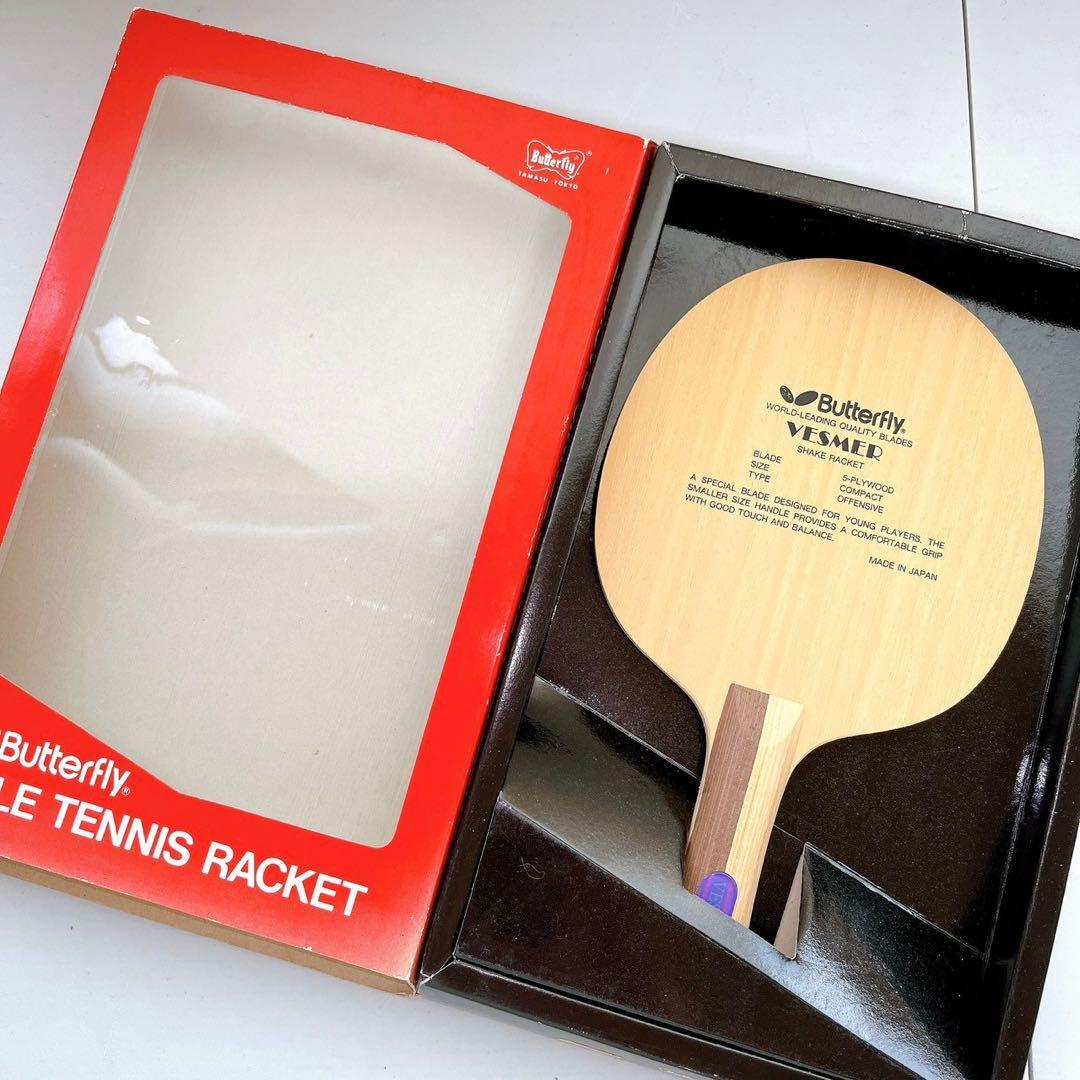 Butterfly®
TAMASU TOKYO
Butterfly®
LE TENNIS RACKET
Butterfly®
WORLD-LEADING QUALITY BLADES
VESMER
SHAKE RACKET
BLADE 5-PLYWOOD
SIZE COMPACT
TYPE OFFENSIVE
A SPECIAL BLADE DESIGNED FOR YOUNG PLAYERS. THE
SMALLER SIZE HANDLE PROVIDES A COMFORTABLE GRIP
WITH GOOD TOUCH AND BALANCE.
MADE IN JAPAN